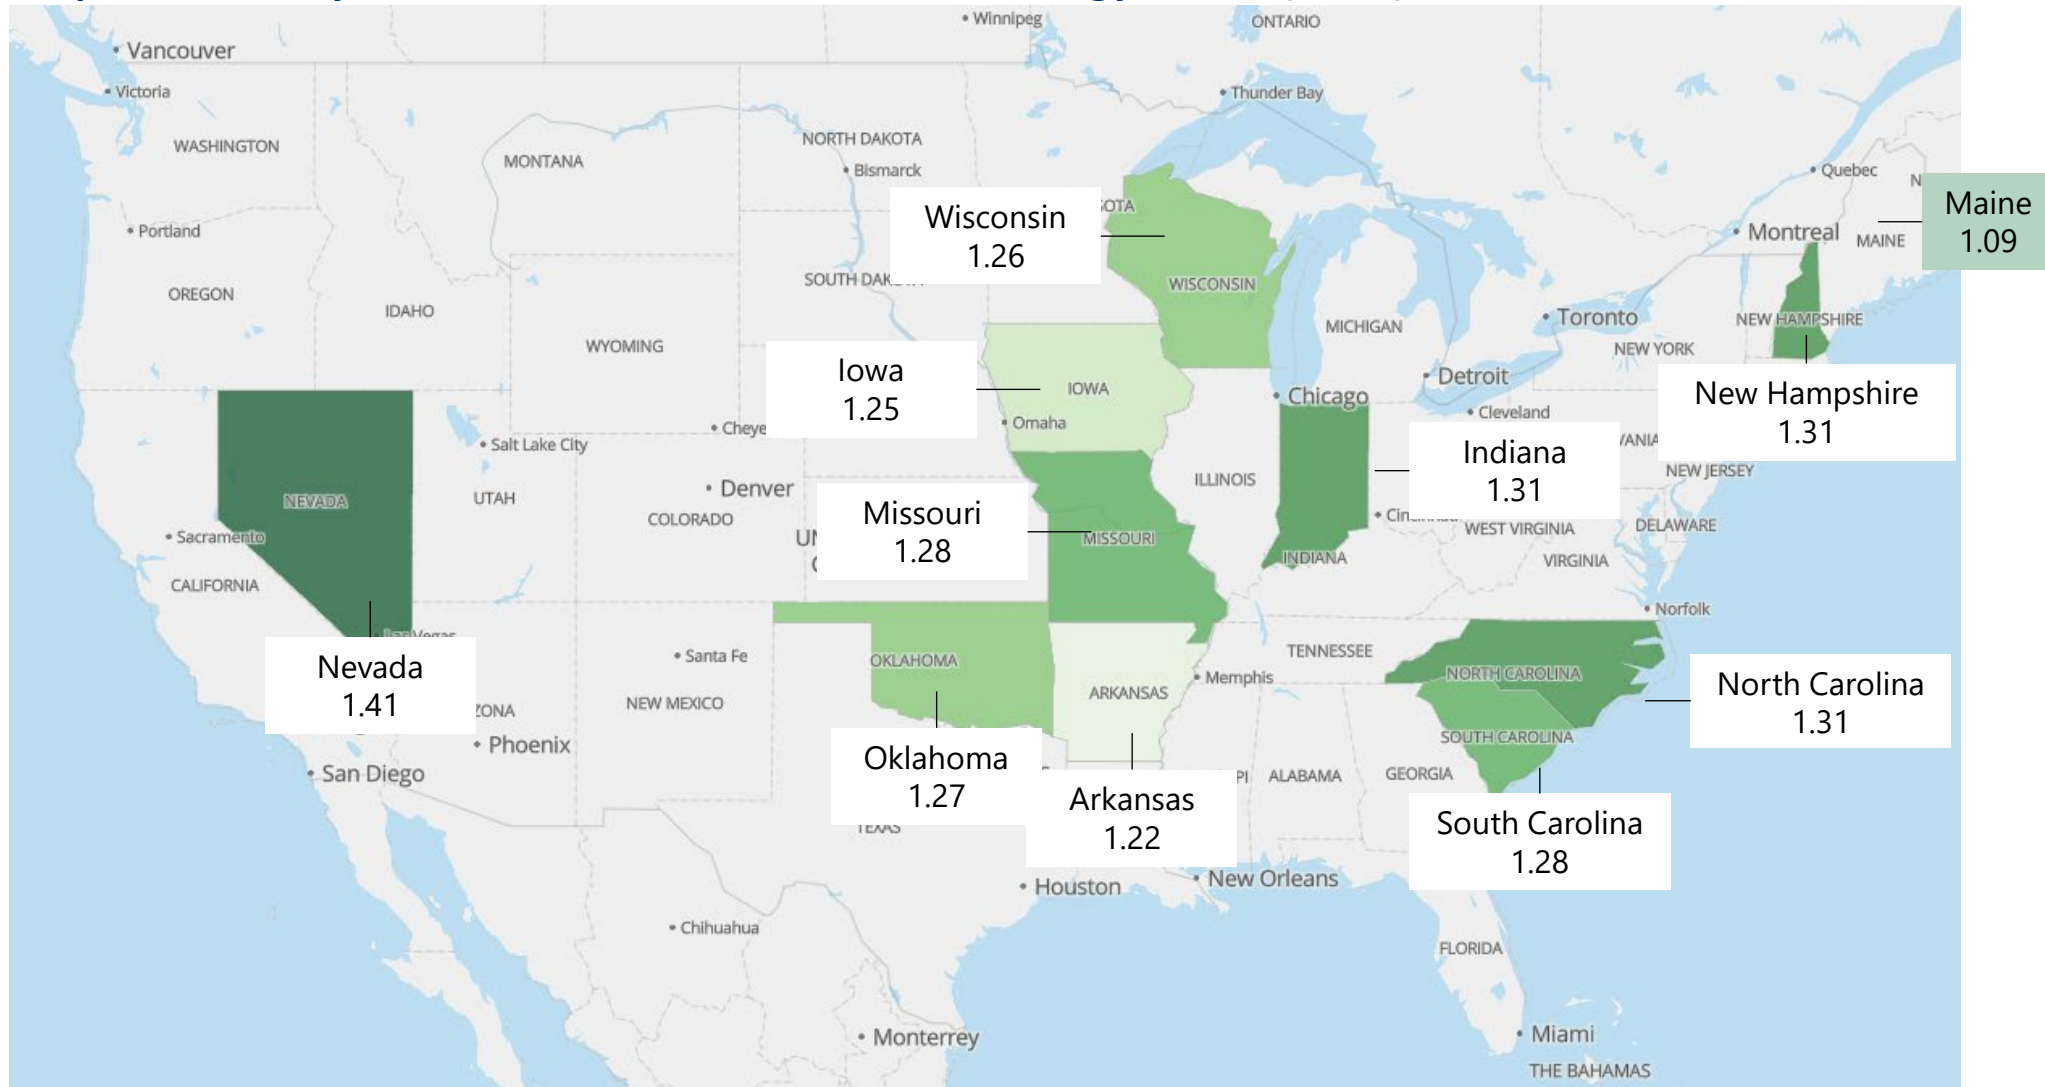 Winnipeg
ONTARIO
Vancouver
Victoria
Thunder Bay
WASHINGTON
NORTH DAKOTA
MONTANA
Bismarck
Quebec
Maine
1.09
Wisconsin
1.26
Portland
Montreal
MAINE
SOUTH
WISCONSIN
OREGON
IDAHO
Toronto
NEW HAMPSHIRE
MICHIGAN
WYOMING
NEW YORK
Iowa
1.25
IOWA
Detroit
Chicago
New Hampshire
1.31
Cleveland
Omaha
Salt Lake City
Indiana
1.31
NEW JERSEY
Denver
UTAH
NEVADA
ILLINOIS
COLORADO
Missouri
1.28
MISSOURI
WEST VIRGINIA
DELAWARE
Sacramento
INDIANA
VIRGINIA
CALIFORNIA
Norfolk
Las Vegas
Santa Fe
OKLAHOMA
TENNESSEE
Nevada
1.41
Memphis
NORTH CAROLINA
North Carolina
1.31
NEW MEXICO
ARKANSAS
Phoenix
SOUTH CAROLINA
San Diego
Oklahoma
1.27
ALABAMA
GEORGIA
Arkansas
1.22
South Carolina
1.28
TEXAS
Houston
New Orleans
Chihuahua
FLORIDA
Monterrey
Miami
THE BAHAMAS